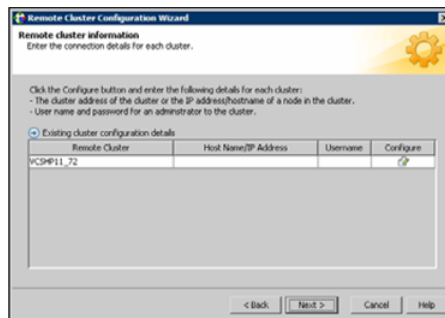 Remote Cluster Configuration Wizard
Remote cluster information
Enter the connection details for each cluster.
Click the Configure button and enter the following details for each cluster:
- The cluster address of the cluster or the IP address/hostname of a node in the cluster.
- User name and password for an adminstrator to the cluster.
Existing cluster configuration details
Remote Cluster Host Name/IP Address Username Configure
VCSHP11_72
< Back Next > Cancel Help